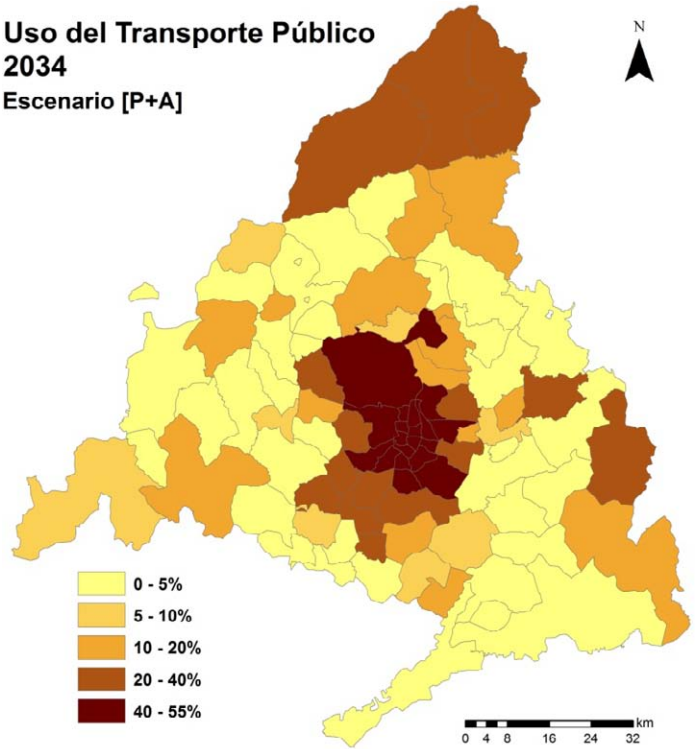 Uso del Transporte Público
2034
Escenario [P+A]
N
0 - 5%
5 - 10%
10 - 20%
20 - 40%
40 - 55%
km
0 4 8 16 24 32